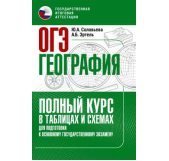 ГОСУДАРСТВЕННАЯ
ИТОГОВАЯ
АТТЕСТАЦИЯ
Ю.А. Соловьева
А.Б. Эртель
ОГЭ
ГЕОГРАФИЯ
ПОЛНЫЙ КУРС
В ТАБЛИЦАХ И СХЕМАХ
ДЛЯ ПОДГОТОВКИ
К ОСНОВНОМУ ГОСУДАРСТВЕННОМУ ЭКЗАМЕНУ